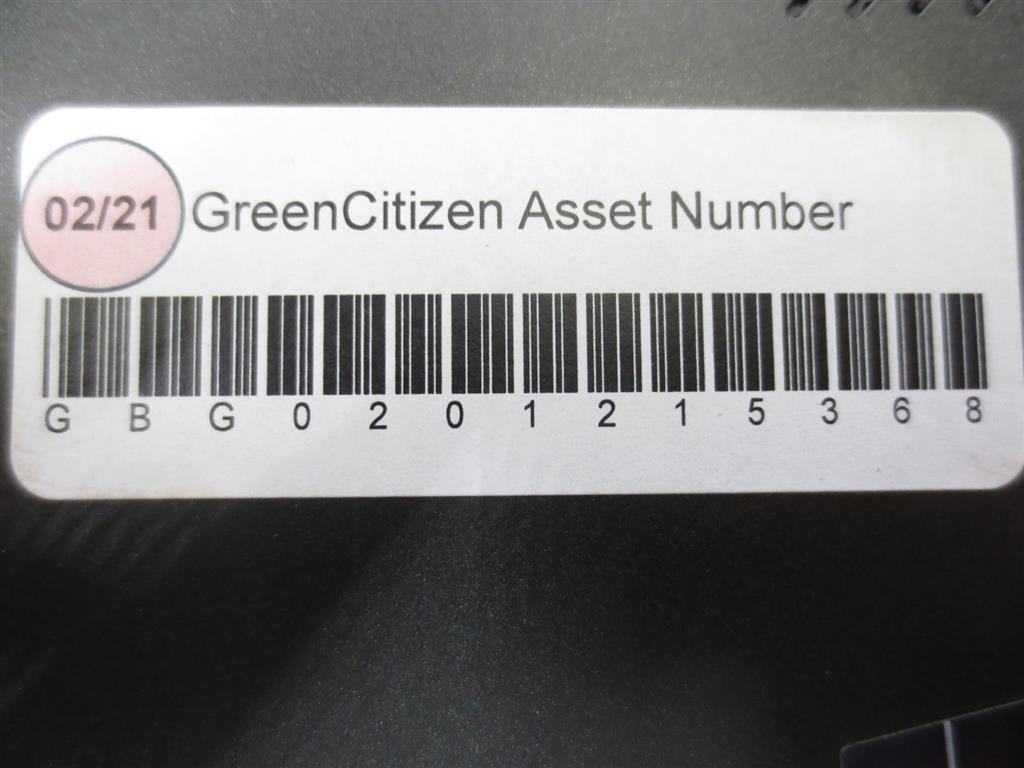 02/21 GreenCitizen Asset Number
G B G 0 2 0 1 2 1 5 3 6 8